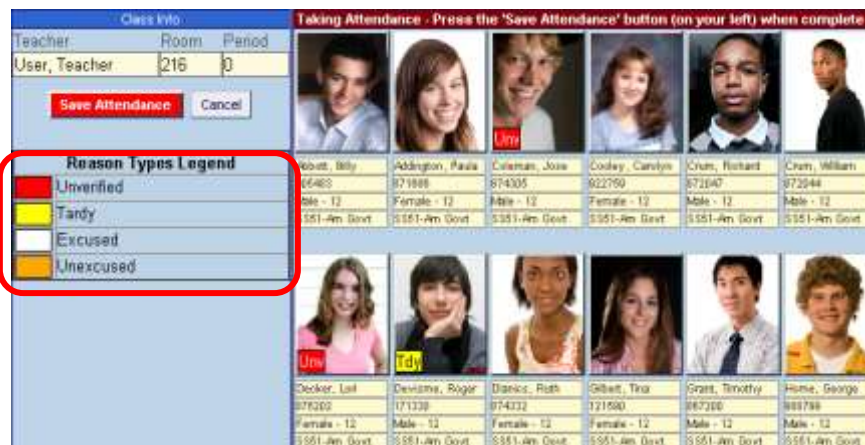 Class Info
Teacher Room Period
User, Teacher 216 0
Save Attendance Cancel
Reason Types Legend
Unverified
Tardy
Excused
Unexcused
Taking Attendance - Press the 'Save Attendance' button (on your left) when complete
Unv
Abbott, Billy Addington, Paula Coleman, Jose Cooley, Carolyn Crum, Richard Crum, William
Male - 12 Female - 12 Male - 12 Female - 12 Male - 12 Male - 12
SS51-Am Govt SS51-Am Govt SS51-Am Govt SS51-Am Govt SS51-Am Govt SS51-Am Govt
Unv Tdy
Decker, Lori Devisme, Roger Gilbert, Tina Grant, Timothy Horne, George
Female - 12 Male - 12 Female - 12 Female - 12 Male - 12 Male - 12
SS51-Am Govt SS51-Am Govt SS51-Am Govt SS51-Am Govt SS51-Am Govt SS51-Am Govt